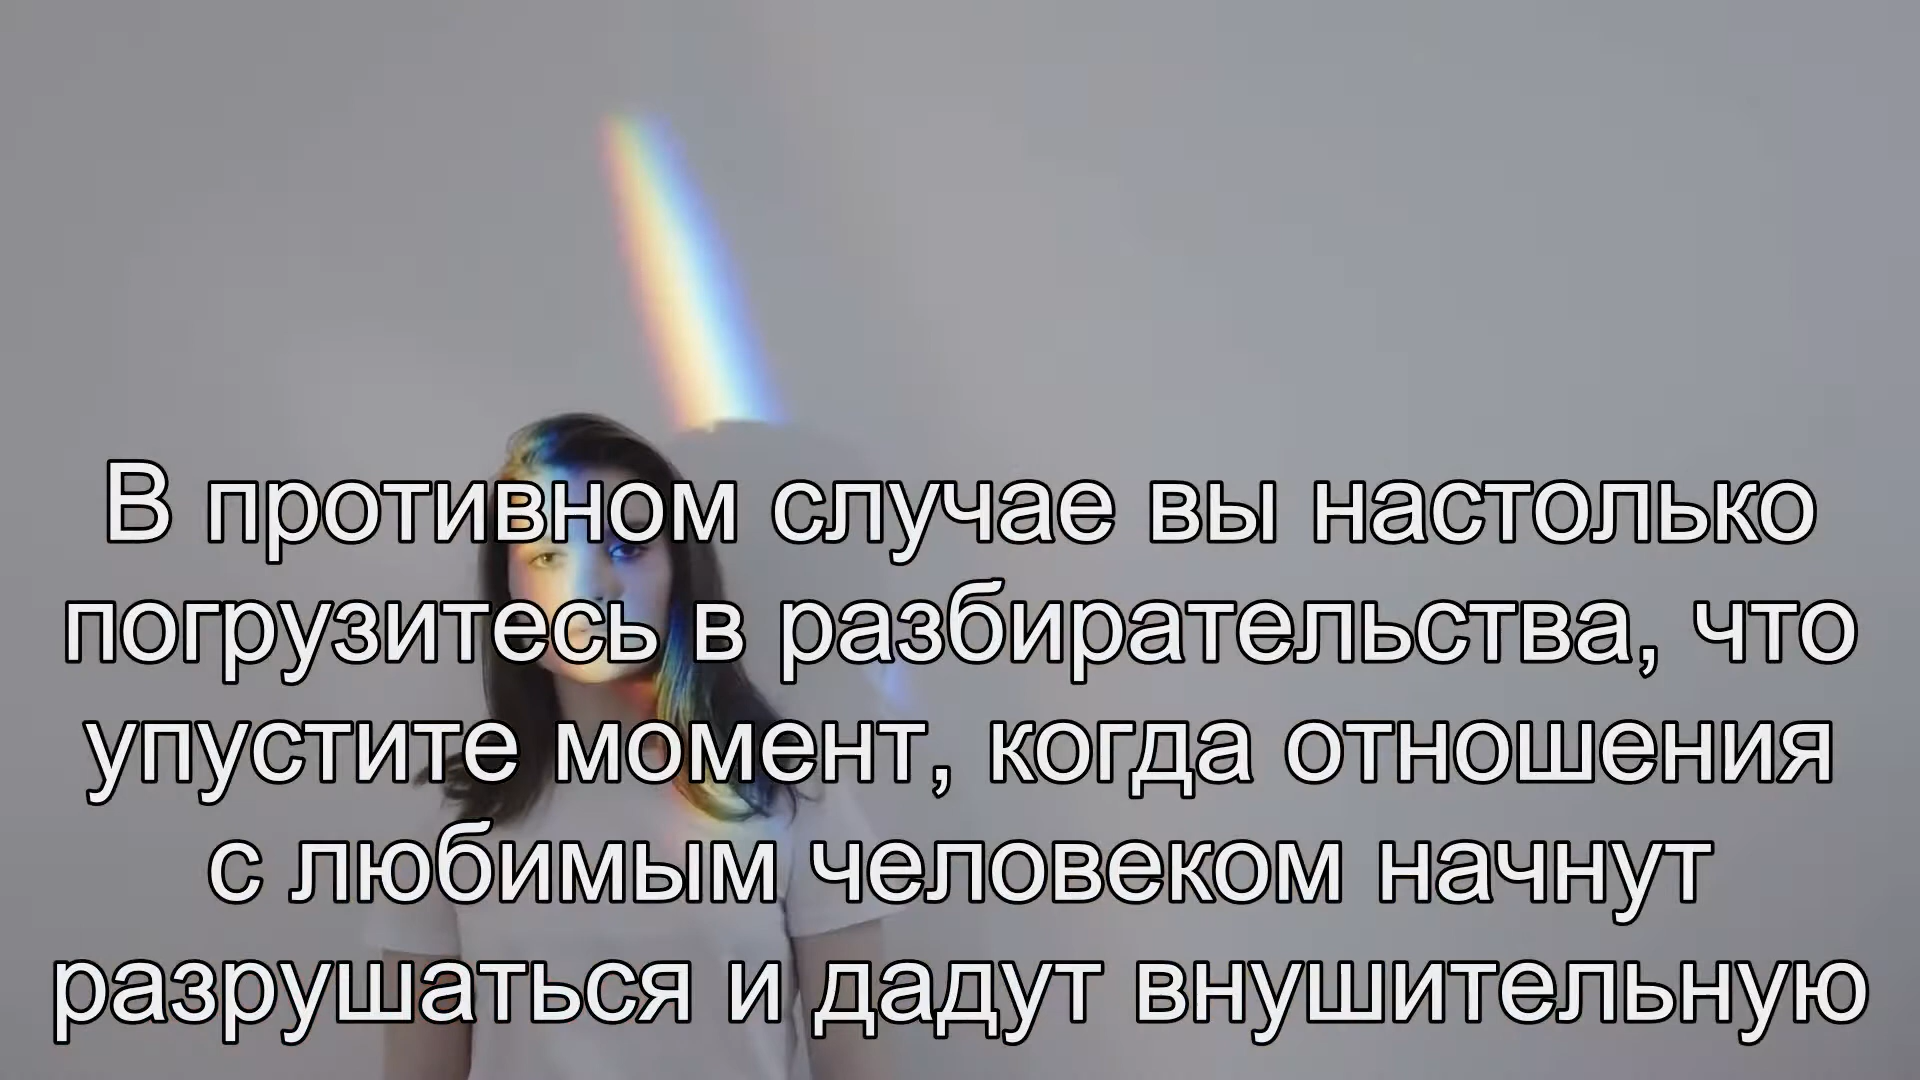 В противном случае вы настолько
погрузитесь в разбирательства, что
упустите момент, когда отношения
с любимым человеком начнут
разрушаться и дадут внушительную